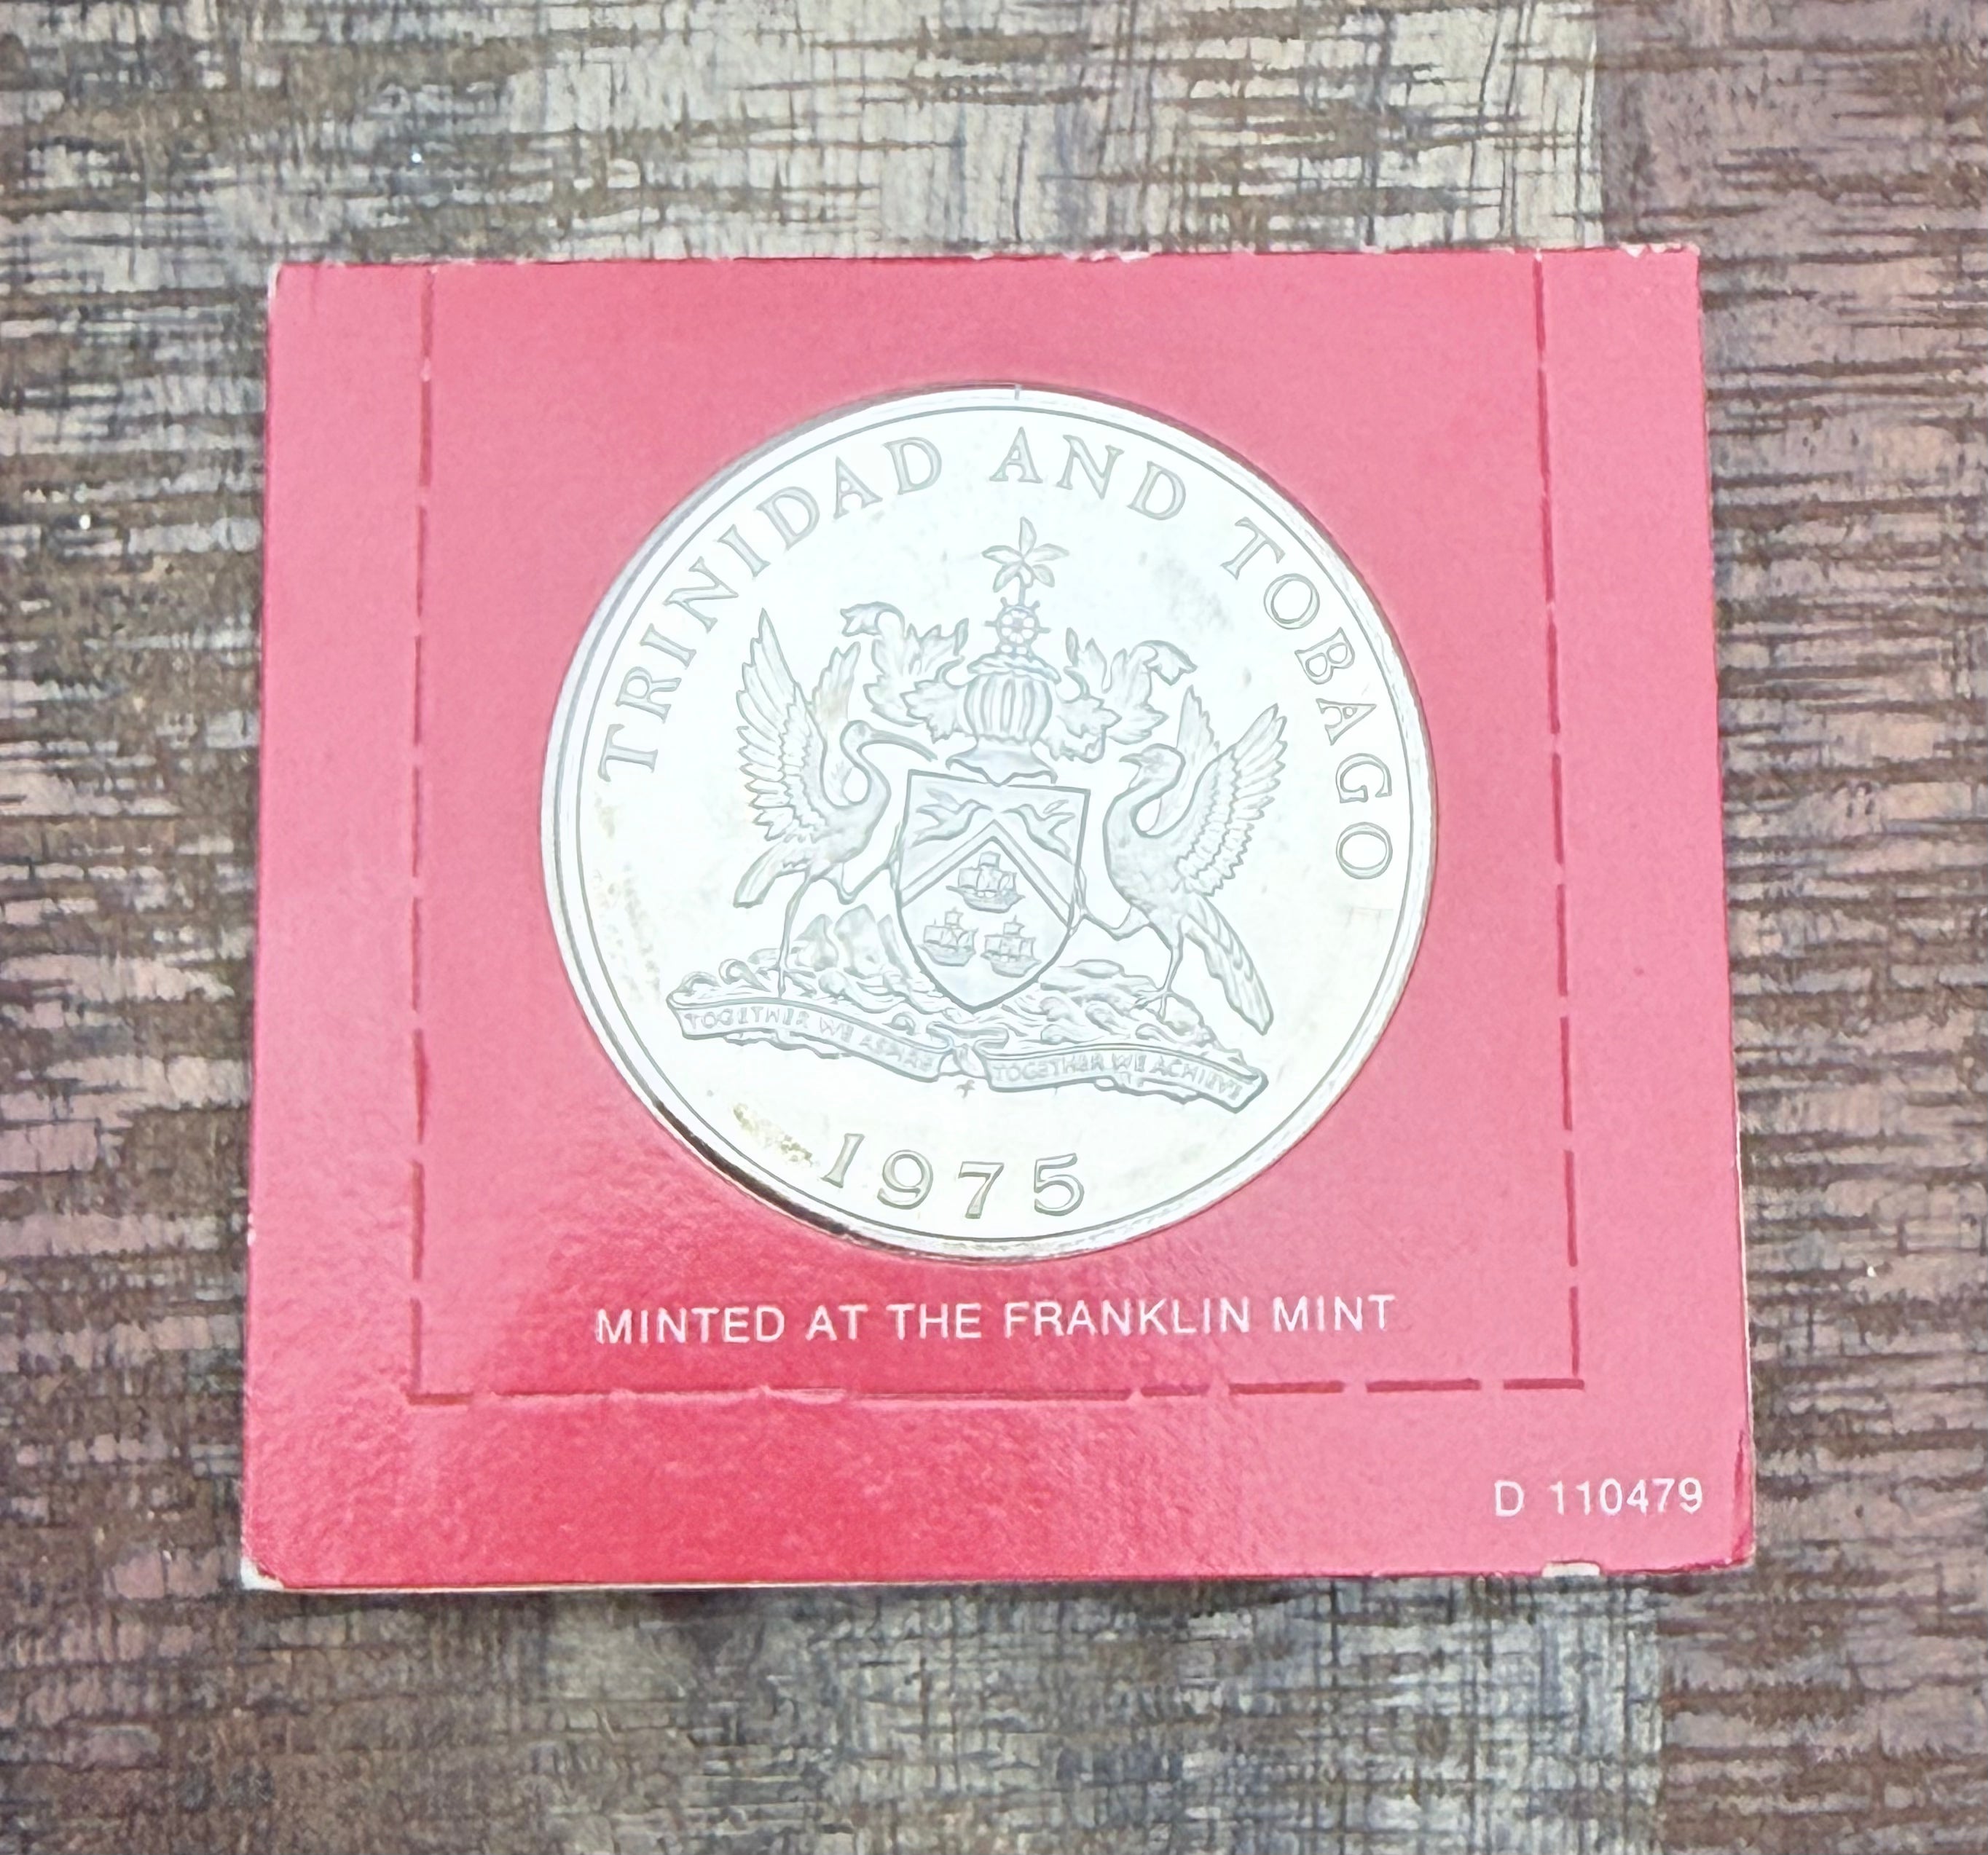 TRINIDAD AND TOBAGO
TOGETHER WE ASPIRE
TOGETHER WE ACHIEVE
1975
MINTED AT THE FRANKLIN MINT
D 110479